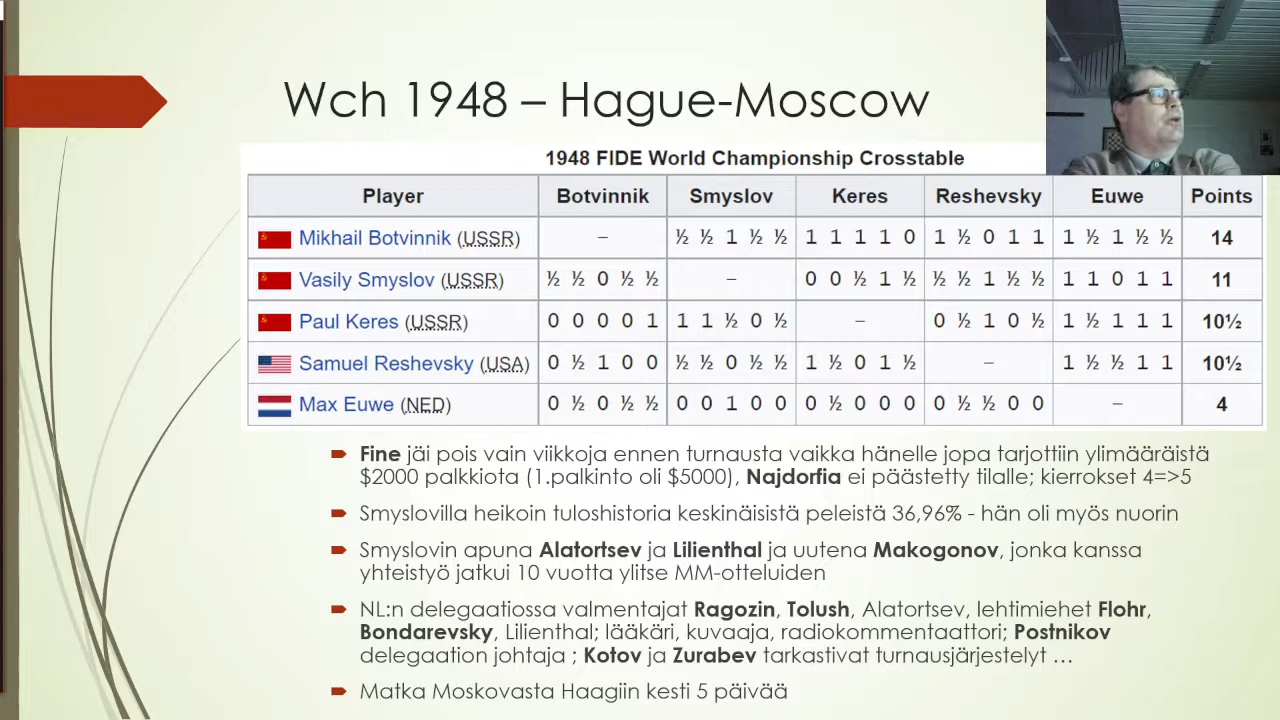 Wch 1948 – Hague-Moscow
1948 FIDE World Championship Crosstable
Player Botvinnik Smyslov Keres Reshevsky Euwe Points
Mikhail Botvinnik (USSR) – ½ ½ 1 ½ ½ 1 1 1 1 0 1 ½ 0 1 1 1 ½ 1 ½ ½ 14
Vasily Smyslov (USSR) ½ ½ 0 ½ ½ – 0 0 ½ 1 ½ ½ ½ 1 ½ ½ 1 1 0 1 1 11
Paul Keres (USSR) 0 0 0 0 1 1 1 ½ 0 ½ – 0 ½ 1 0 ½ 1 ½ 1 1 1 10½
Samuel Reshevsky (USA) 0 ½ 1 0 0 ½ ½ 0 ½ ½ 1 ½ 0 1 ½ – 1 ½ ½ 1 1 10½
Max Euwe (NED) 0 ½ 0 ½ ½ 0 0 1 0 0 0 ½ 0 0 0 0 ½ ½ 0 0 – 4
Fine jäi pois vain viikkoja ennen turnausta vaikka hänelle jopa tarjottiin ylimääräistä
$2000 palkkiota (1.palkinto oli $5000), Najdorfia ei päästetty tilalle; kierrokset 4=>5
Smyslovilla heikoin tuloshistoria keskinäisistä peleistä 36,96% - hän oli myös nuorin
Smyslovin apuna Alatortsev ja Lilienthal ja uutena Makogonov, jonka kanssa
yhteistyö jatkui 10 vuotta ylitse MM-otteluiden
NL:n delegaatiossa valmentajat Ragozin, Tolush, Alatortsev, lehtimiehet Flohr,
Bondarevsky, Lilienthal; lääkäri, kuvaaja, radiokommentaattori; Postnikov
delegaation johtaja ; Kotov ja Zurabev tarkastivat turnausjärjestelyt …
Matka Moskovasta Haagiin kesti 5 päivää